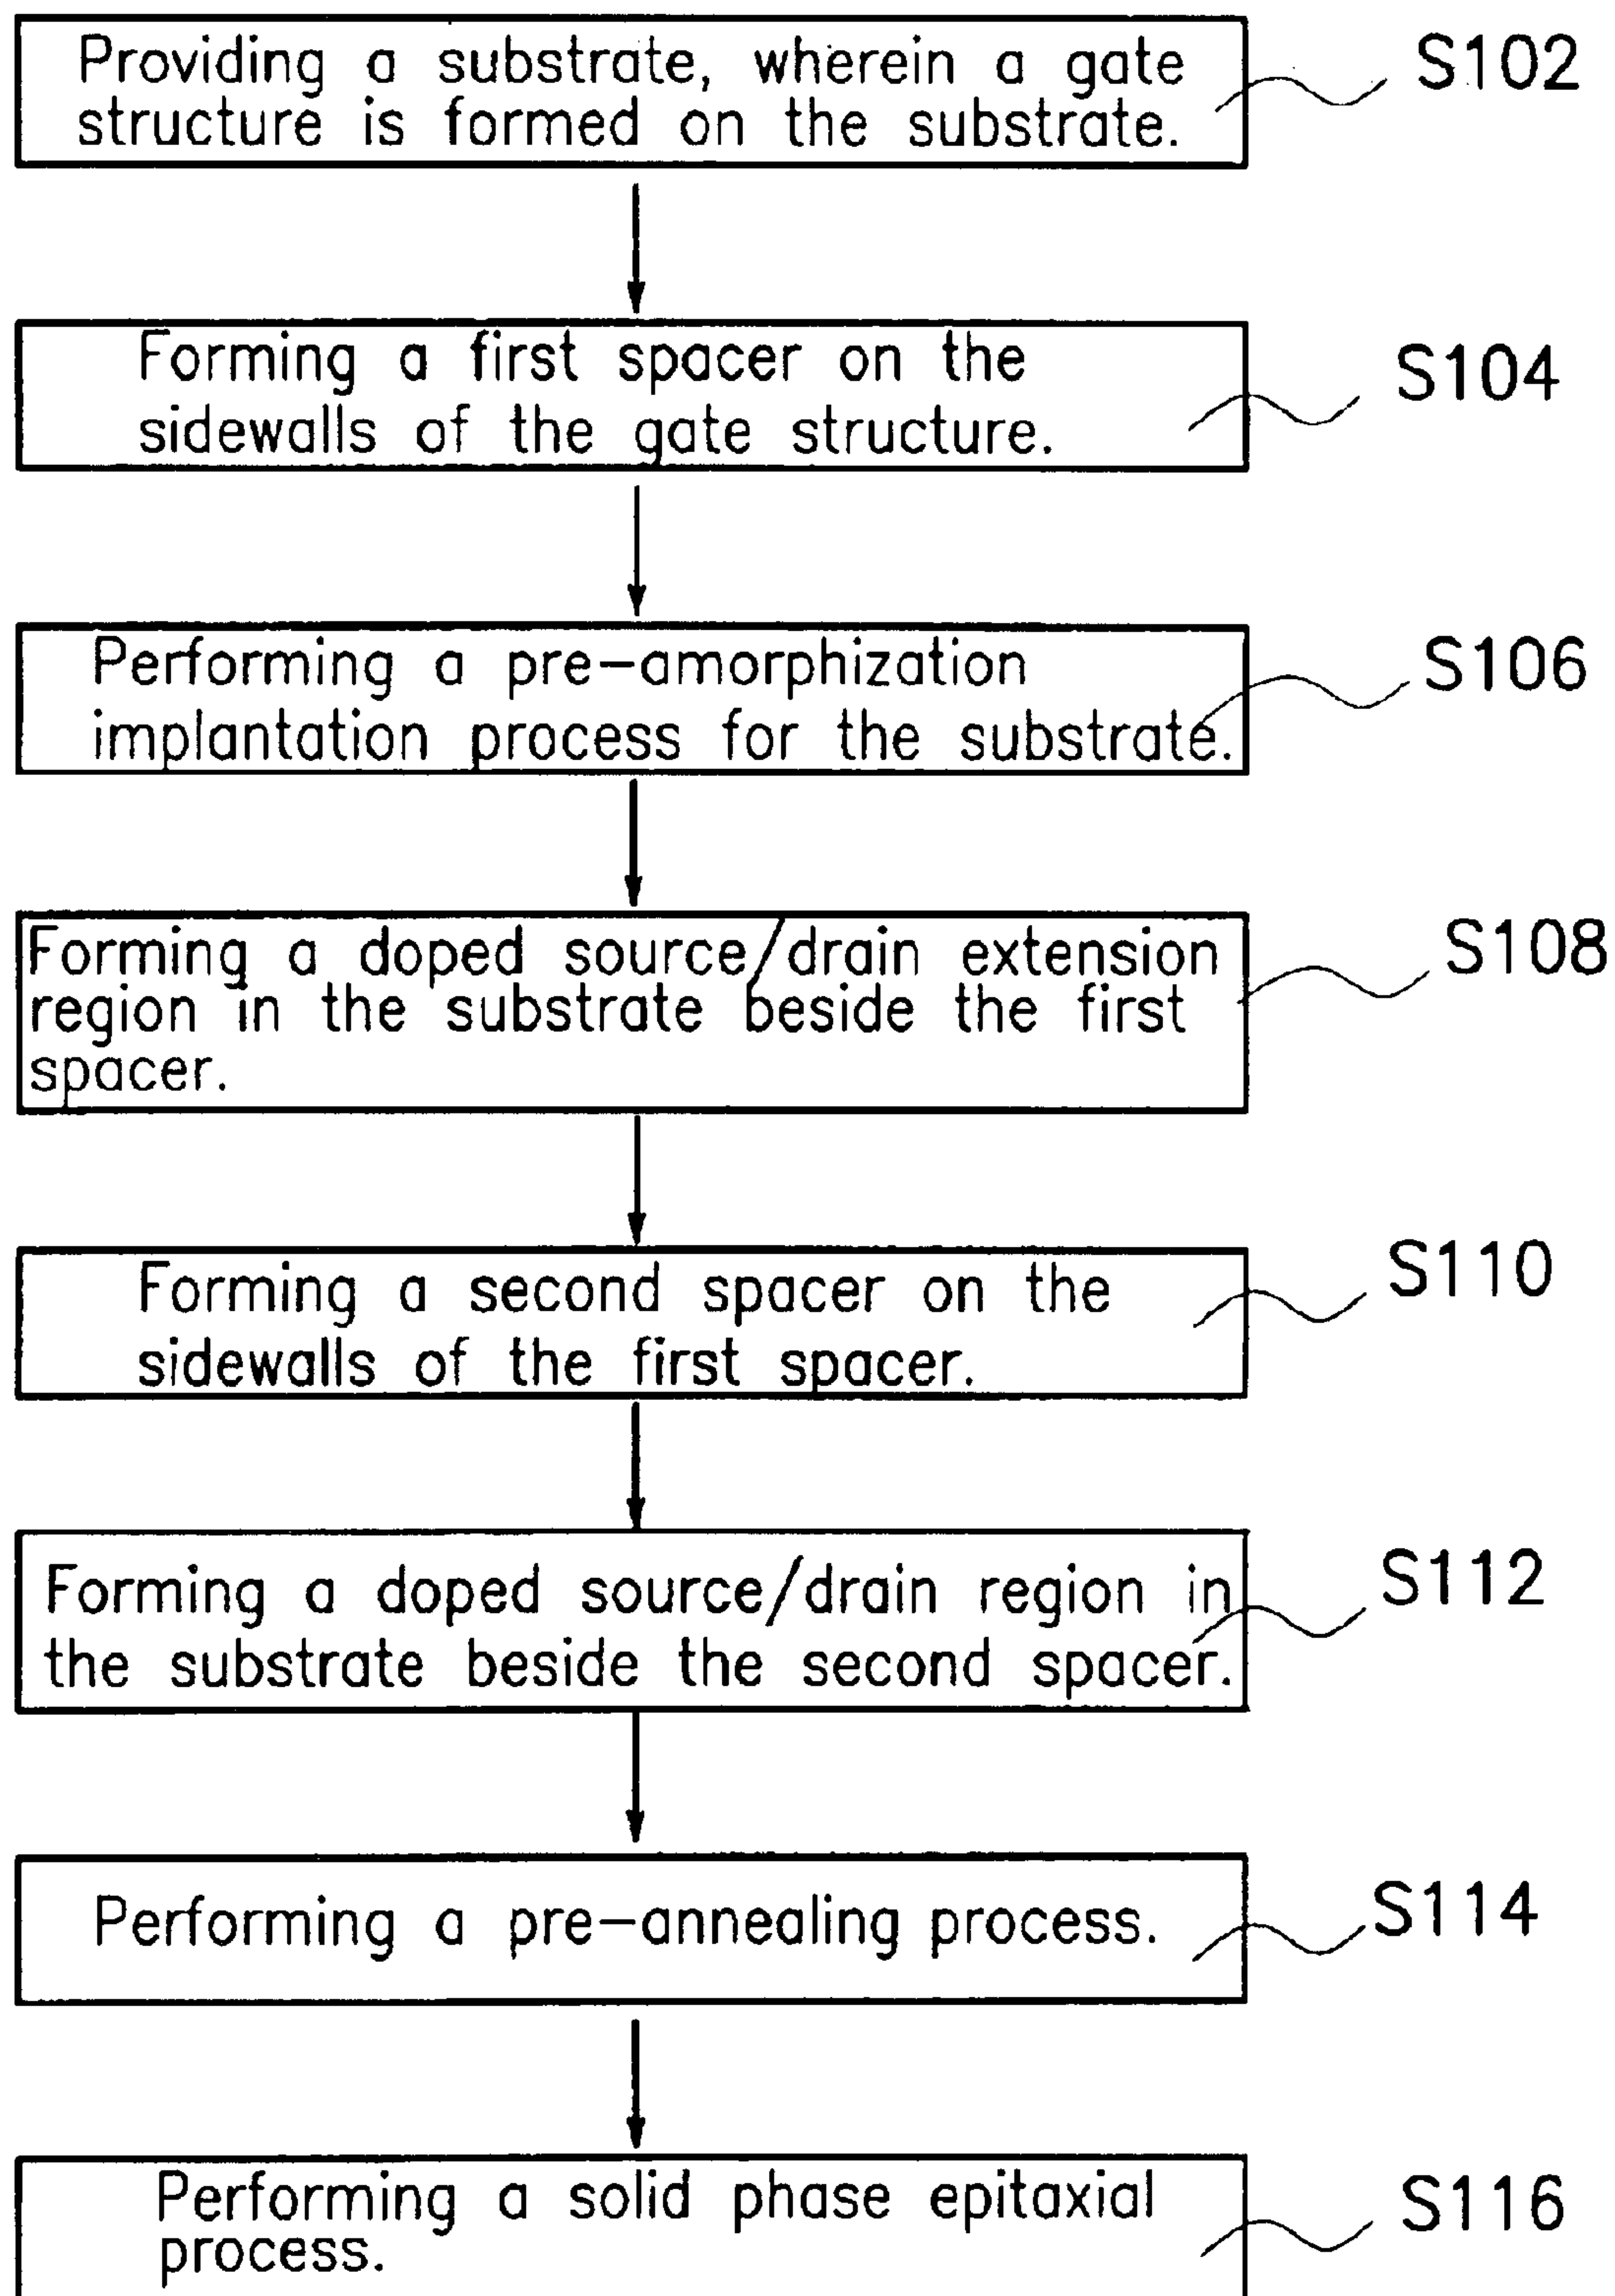 Providing a substrate, wherein a gate
structure is formed on the substrate.
S102
Forming a first spacer on the
sidewalls of the gate structure.
S104
Performing a pre-amorphization
implantation process for the substrate.
S106
Forming a doped source/drain extension
region in the substrate beside the first
spacer.
S108
Forming a second spacer on the
sidewalls of the first spacer.
S110
Forming a doped source/drain region in
the substrate beside the second spacer.
S112
Performing a pre-annealing process.
S114
Performing a solid phase epitaxial
process.
S116